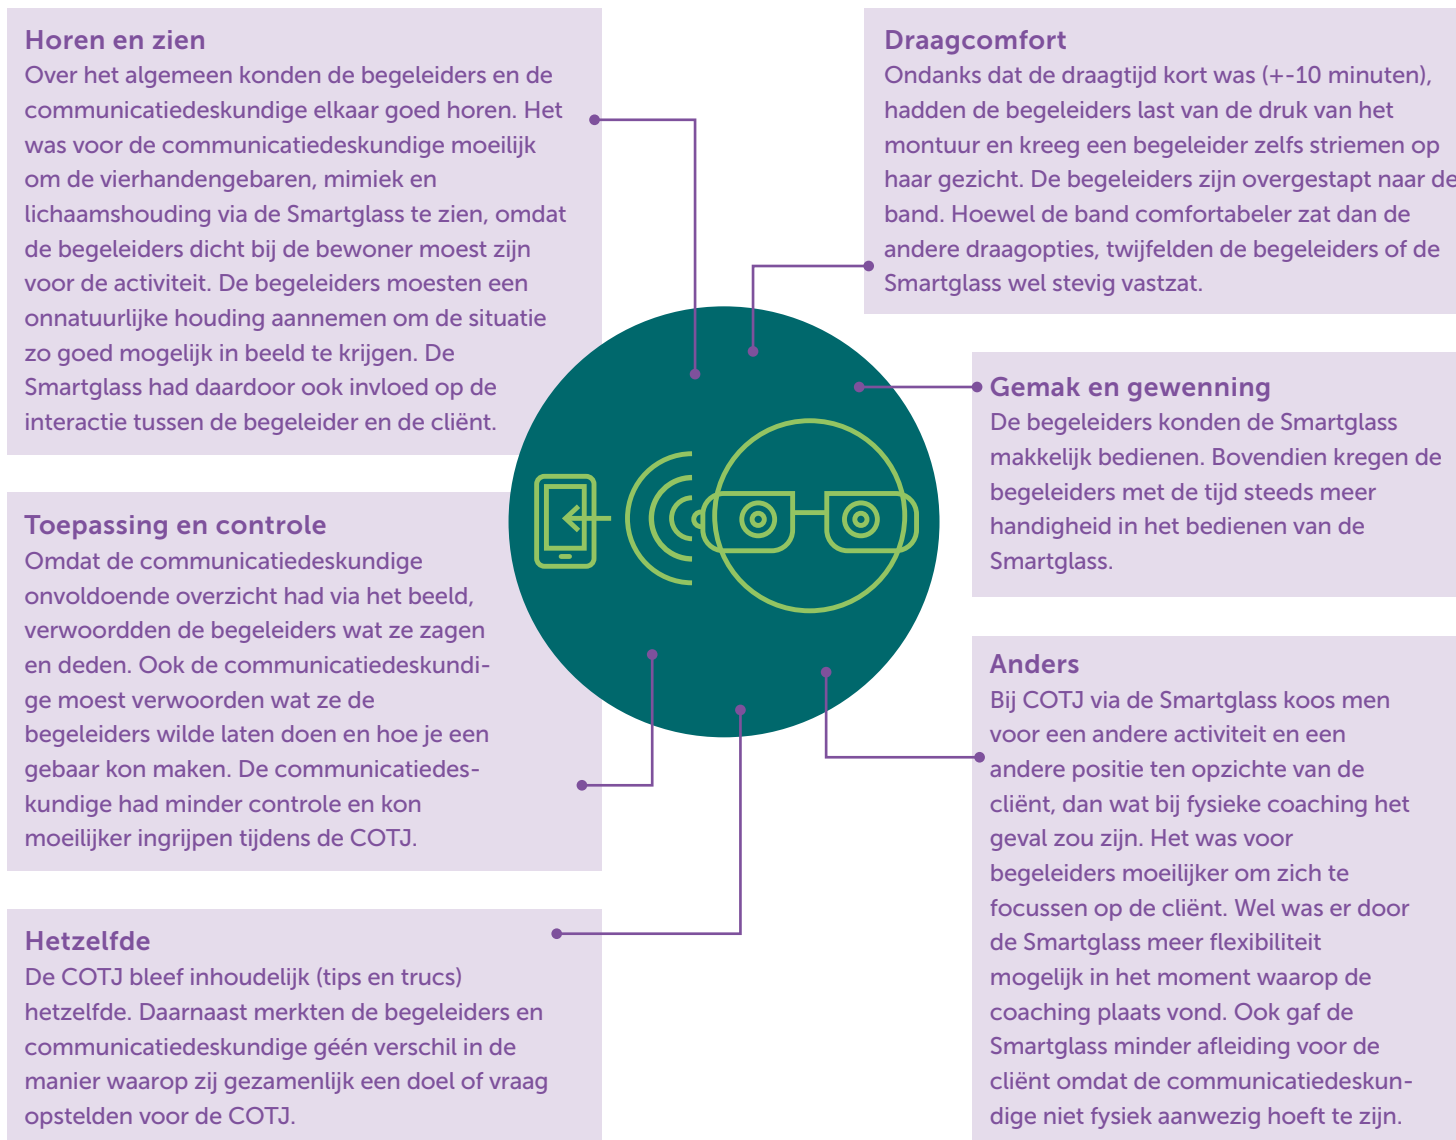 Horen en zien
Over het algemeen konden de begeleiders en de
communicatiedeskundige elkaar goed horen. Het
was voor de communicatiedeskundige moeilijk
om de vierhandengebaren, mimiek en
lichaamshouding via de Smartglass te zien, omdat
de begeleiders dicht bij de bewoner moest zijn
voor de activiteit. De begeleiders moesten een
onnatuurlijke houding aannemen om de situatie
zo goed mogelijk in beeld te krijgen. De
Smartglass had daardoor ook invloed op de
interactie tussen de begeleider en de cliënt.
Toepassing en controle
Omdat de communicatiedeskundige
onvoldoende overzicht had via het beeld,
verwoordden de begeleiders wat ze zagen
en deden. Ook de communicatiedeskundi-
ge moest verwoorden wat ze de
begeleiders wilde laten doen en hoe je een
gebaar kon maken. De communicatiedes-
kundige had minder controle en kon
moeilijker ingrijpen tijdens de COTJ.
Hetzelfde
De COTJ bleef inhoudelijk (tips en trucs)
hetzelfde. Daarnaast merkten de begeleiders en
communicatiedeskundige géén verschil in de
manier waarop zij gezamenlijk een doel of vraag
opstelden voor de COTJ.
Draagcomfort
Ondanks dat de draagtijd kort was (+-10 minuten),
hadden de begeleiders last van de druk van het
montuur en kreeg een begeleider zelfs striemen op
haar gezicht. De begeleiders zijn overgestapt naar de
band. Hoewel de band comfortabeler zat dan de
andere draagopties, twijfelden de begeleiders of de
Smartglass wel stevig vastzat.
Gemak en gewenning
De begeleiders konden de Smartglass
makkelijk bedienen. Bovendien kregen de
begeleiders met de tijd steeds meer
handigheid in het bedienen van de
Smartglass.
Anders
Bij COTJ via de Smartglass koos men
voor een andere activiteit en een
andere positie ten opzichte van de
cliënt, dan wat bij fysieke coaching het
geval zou zijn. Het was voor
begeleiders moeilijker om zich te
focussen op de cliënt. Wel was er door
de Smartglass meer flexibiliteit
mogelijk in het moment waarop de
coaching plaats vond. Ook gaf de
Smartglass minder afleiding voor de
cliënt omdat de communicatiedeskun-
dige niet fysiek aanwezig hoeft te zijn.